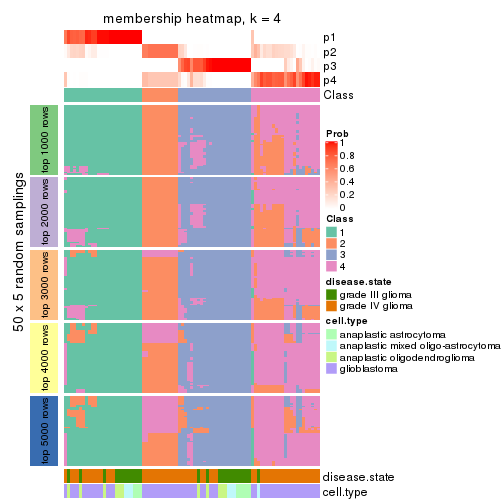 membership heatmap, k = 4
p1
p2
p3
p4
Class
50 x 5 random samplings
top 1000 rows
top 2000 rows
top 3000 rows
top 4000 rows
top 5000 rows
Prob
1
0.8
0.6
0.4
0.2
0
Class
1
2
3
4
disease.state
grade III glioma
grade IV glioma
cell.type
anaplastic astrocytoma
anaplastic mixed oligo-astrocytoma
anaplastic oligodendroglioma
glioblastoma
disease.state
cell.type